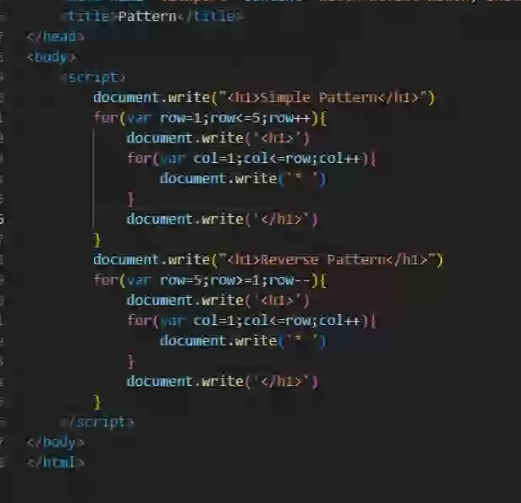 <title>Pattern</title>
</head>
<body>
<script>
document.write("<h1>Simple Pattern</h1>")
for(var row=1;row<=5;row++){
document.write('<h1>')
for(var col=1;col<=row;col++){
document.write('* ')
}
document.write('</h1>')
}
document.write("<h1>Reverse Pattern</h1>")
for(var row=5;row>=1;row--){
document.write('<h1>')
for(var col=1;col<=row;col++){
document.write('* ')
}
document.write('</h1>')
}
</script>
</body>
</html>